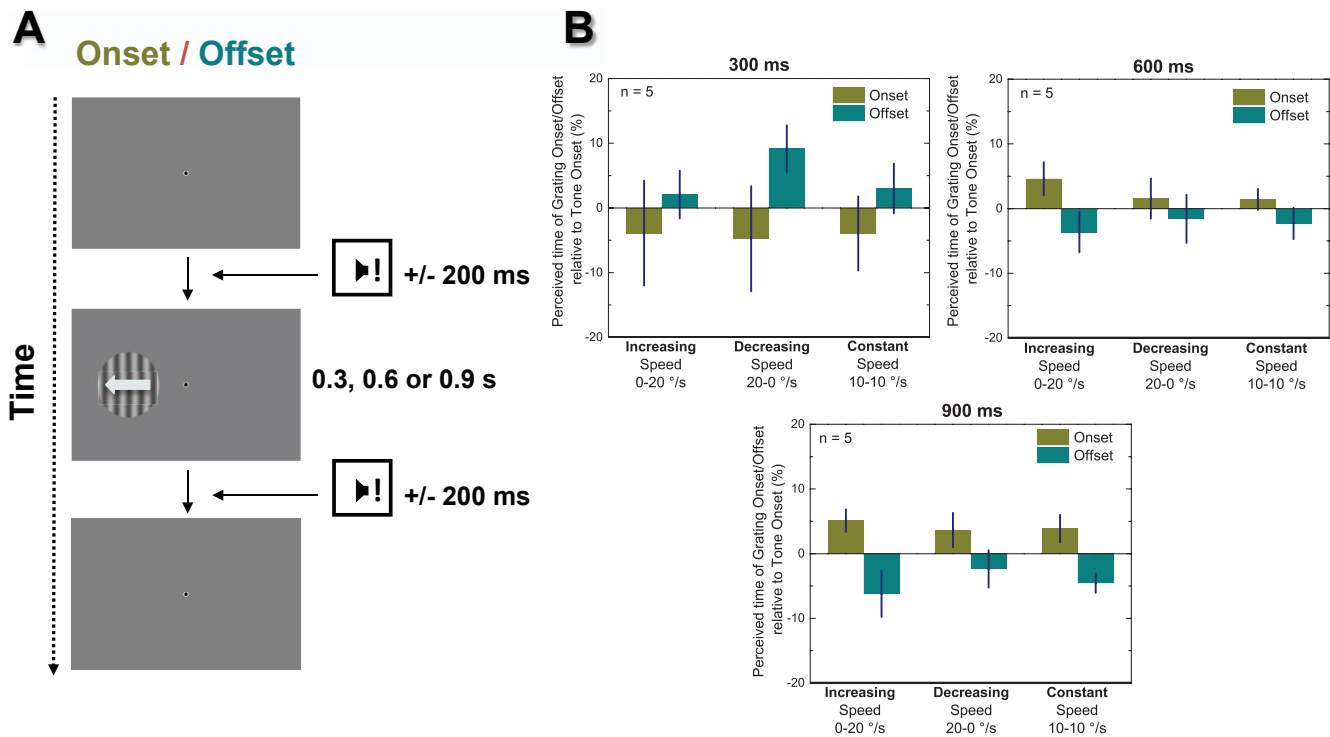 A
Onset / Offset
! +/- 200 ms
Time
0.3, 0.6 or 0.9 s
! +/- 200 ms
B
300 ms
Perceived time of Grating Onset/Offset
relative to Tone Onset (%)
20
10
0
-10
-20
n = 5
Onset
Offset
Increasing Decreasing Constant
Speed Speed Speed
0-20 °/s 20-0 °/s 10-10 °/s
600 ms
Perceived time of Grating Onset/Offset
relative to Tone Onset (%)
20
10
0
-10
-20
n = 5
Onset
Offset
Increasing Decreasing Constant
Speed Speed Speed
0-20 °/s 20-0 °/s 10-10 °/s
900 ms
Perceived time of Grating Onset/Offset
relative to Tone Onset (%)
20
10
0
-10
-20
n = 5
Onset
Offset
Increasing Decreasing Constant
Speed Speed Speed
0-20 °/s 20-0 °/s 10-10 °/s